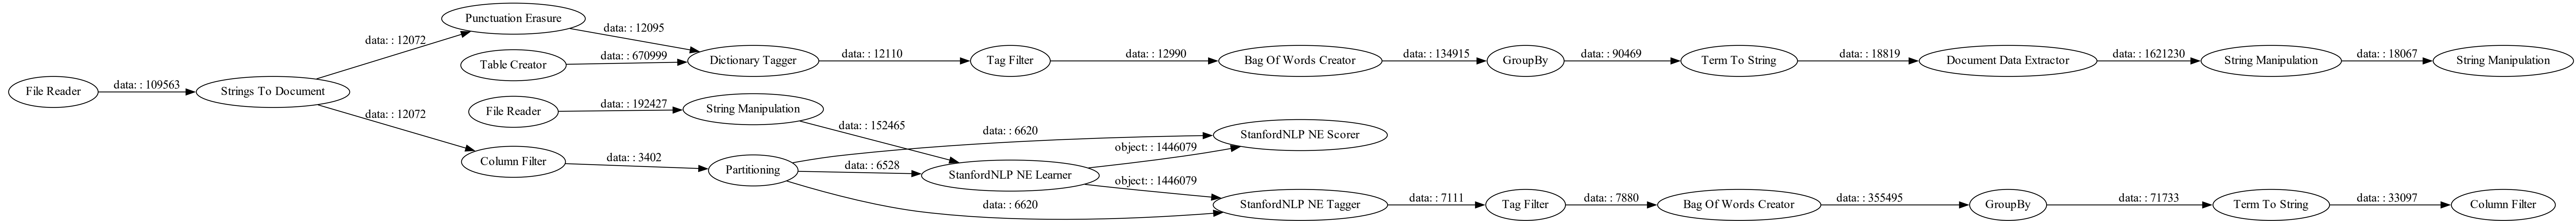 Punctuation Erasure
data: : 12072
data: : 12095
Table Creator
data: : 670999
Dictionary Tagger
data: : 12110
Tag Filter
data: : 12990
Bag Of Words Creator
data: : 134915
GroupBy
data: : 90469
Term To String
data: : 18819
Document Data Extractor
data: : 1621230
String Manipulation
data: : 18067
String Manipulation
File Reader
data: : 109563
Strings To Document
File Reader
data: : 192427
String Manipulation
data: : 152465
data: : 12072
Column Filter
data: : 3402
Partitioning
data: : 6620
data: : 6528
StanfordNLP NE Learner
object: : 1446079
StanfordNLP NE Scorer
object: : 1446079
data: : 6620
StanfordNLP NE Tagger
data: : 7111
Tag Filter
data: : 7880
Bag Of Words Creator
data: : 355495
GroupBy
data: : 71733
Term To String
data: : 33097
Column Filter